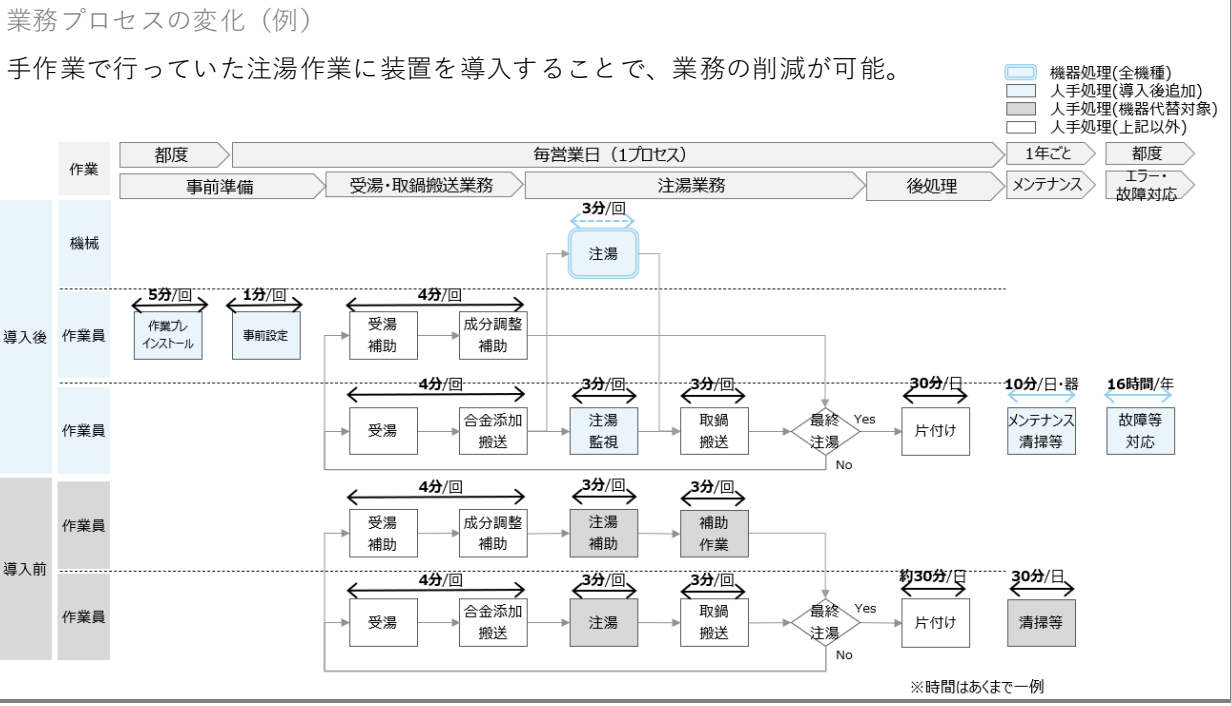 業務プロセスの変化（例）
手作業で行っていた注湯作業に装置を導入することで、業務の削減が可能。
機器処理(全機種)
人手処理(導入後追加)
人手処理(機器代替対象)
人手処理(上記以外)
作業
都度
毎営業日（1プロセス）
1年ごと
都度
事前準備
受湯・取鍋搬送業務
注湯業務
後処理
メンテナンス
エラー・
故障対応
導入後
機械
3分/回
注湯
作業員
5分/回
作業プレ
インストール
1分/回
事前設定
4分/回
受湯
補助
成分調整
補助
作業員
4分/回
受湯
合金添加
搬送
3分/回
注湯
監視
3分/回
取鍋
搬送
最終
注湯
Yes
No
30分/日
片付け
10分/日・器
メンテナンス
清掃等
16時間/年
故障等
対応
導入前
作業員
4分/回
受湯
補助
成分調整
補助
3分/回
注湯
補助
3分/回
補助
作業
作業員
4分/回
受湯
合金添加
搬送
3分/回
注湯
3分/回
取鍋
搬送
最終
注湯
Yes
No
約30分/日
片付け
30分/日
清掃等
※時間はあくまで一例